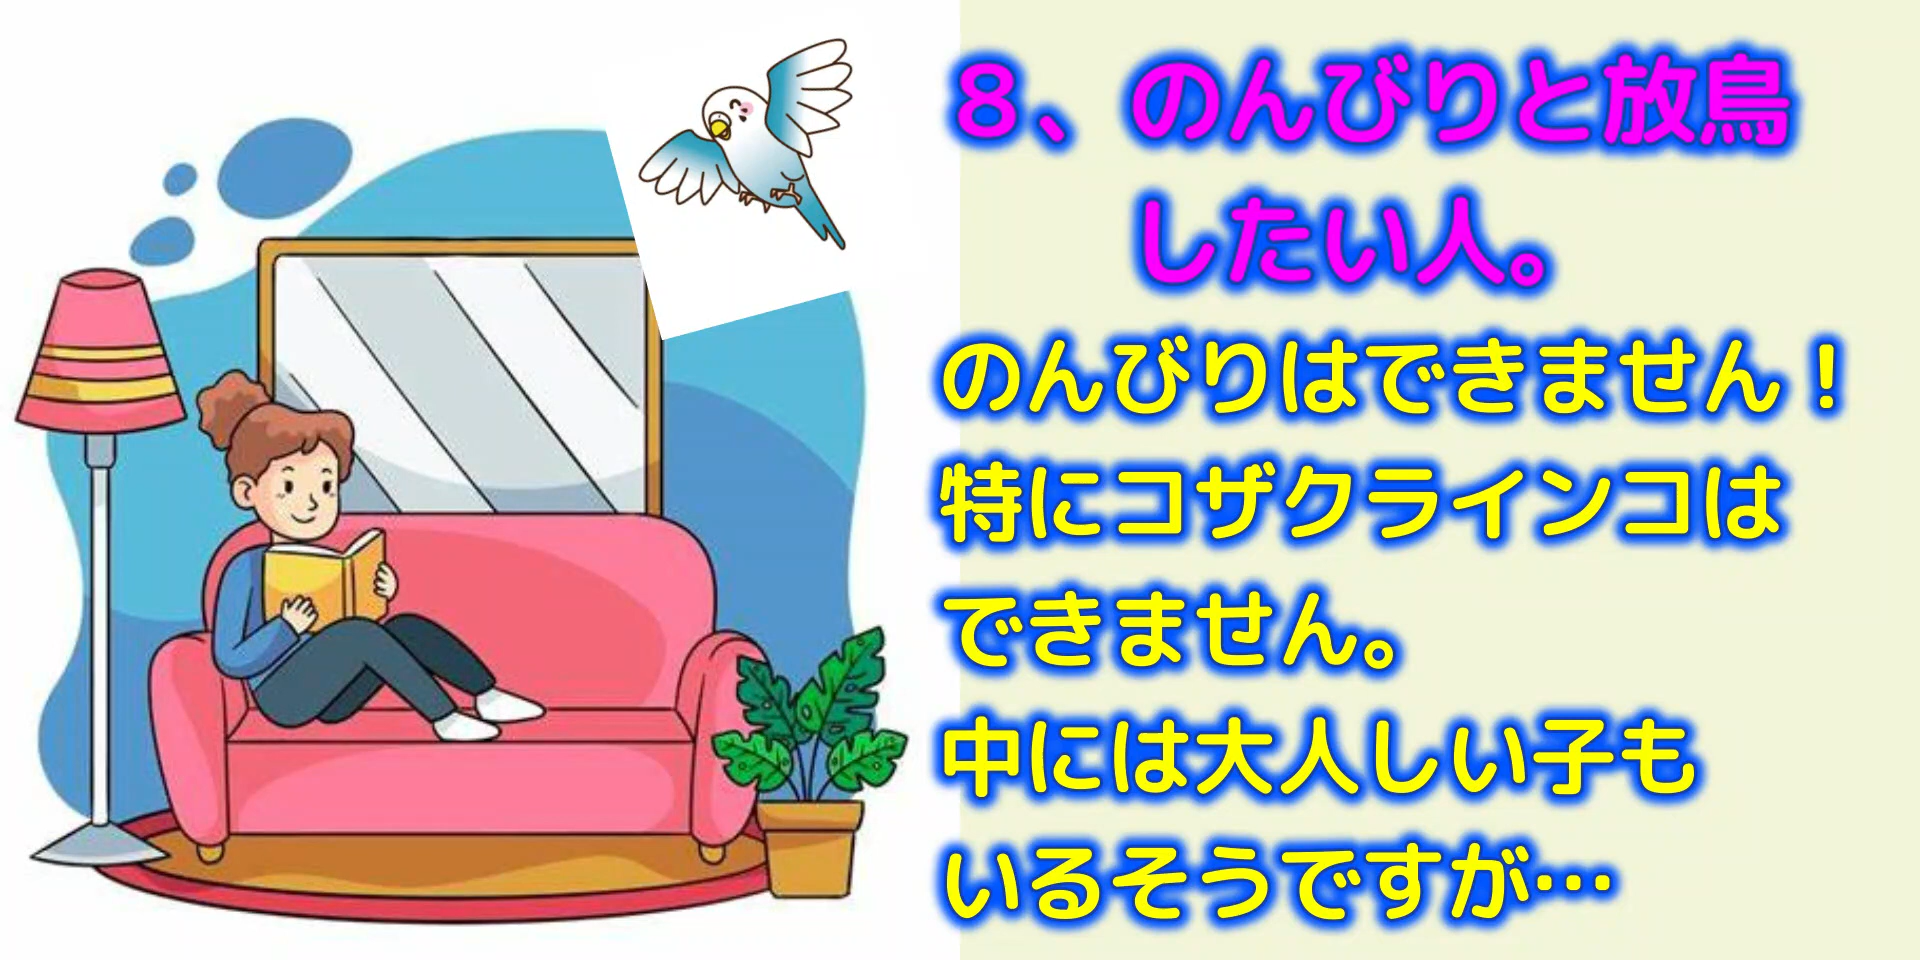 8、のんびりと放鳥
したい人。
のんびりはできません！
特にコザクラインコは
できません。
中には大人しい子も
いるそうですが…